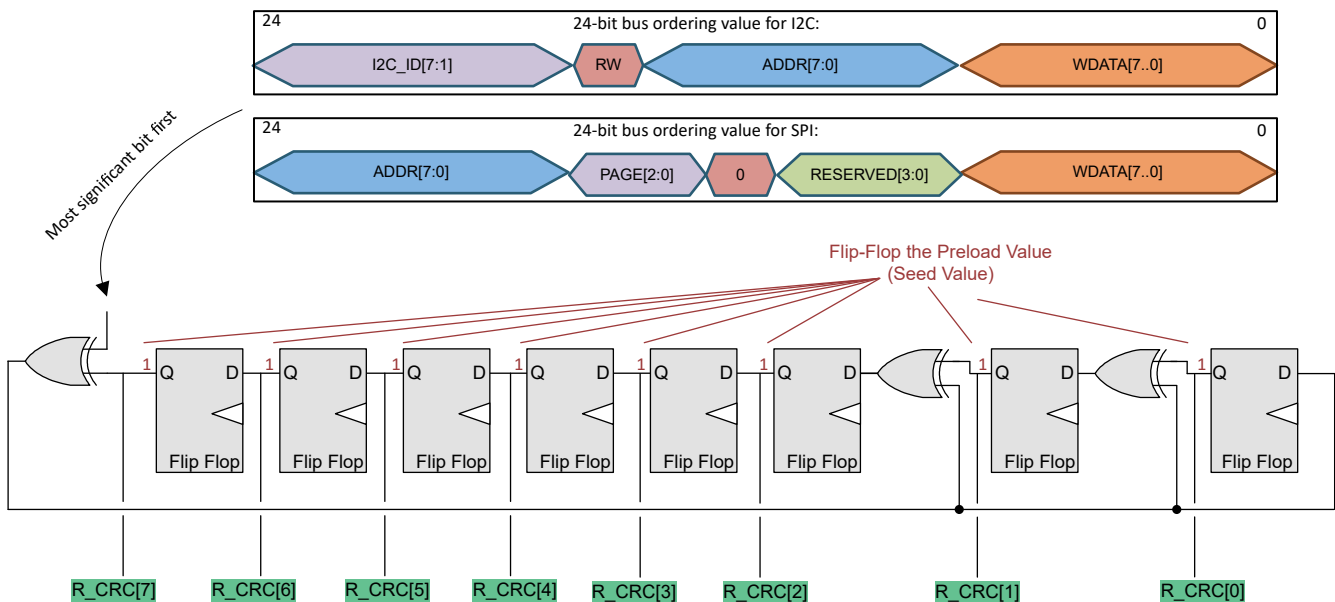 24
24-bit bus ordering value for I2C:
0
I2C_ID[7:1]
RW
ADDR[7:0]
WDATA[7..0]
24
24-bit bus ordering value for SPI:
0
ADDR[7:0]
PAGE[2:0]
0
RESERVED[3:0]
WDATA[7..0]
Most significant bit first
Flip-Flop the Preload Value
(Seed Value)
1
Q
D
Flip Flop
1
Q
D
Flip Flop
1
Q
D
Flip Flop
1
Q
D
Flip Flop
1
Q
D
Flip Flop
1
Q
D
Flip Flop
1
Q
D
Flip Flop
1
Q
D
Flip Flop
R_CRC[7]
R_CRC[6]
R_CRC[5]
R_CRC[4]
R_CRC[3]
R_CRC[2]
R_CRC[1]
R_CRC[0]